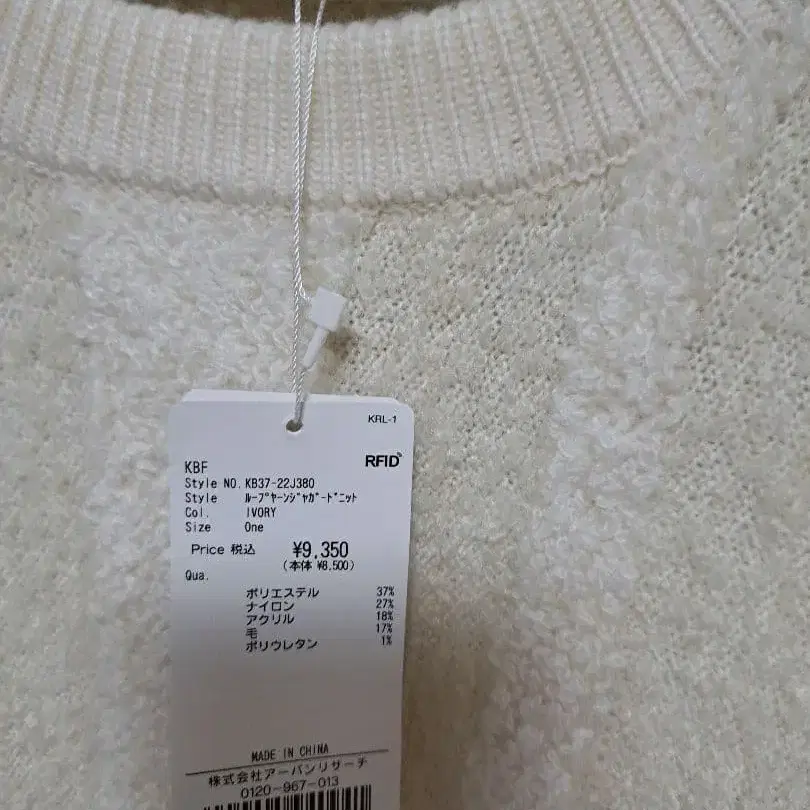 KRL-1
RFID
KBF
Style NO. KB37-22J380
Style ﾙｰﾌﾟﾔｰﾝｼﾞｬｶﾞｰﾄﾞﾆｯﾄ
Col. IVORY
Size One
Price 税込 ¥9,350
(本体 ¥8,500)
Qua.
ポリエステル 37%
ナイロン 27%
アクリル 18%
毛 17%
ポリウレタン 1%
MADE IN CHINA
株式会社アーバンリサーチ
0120-967-013